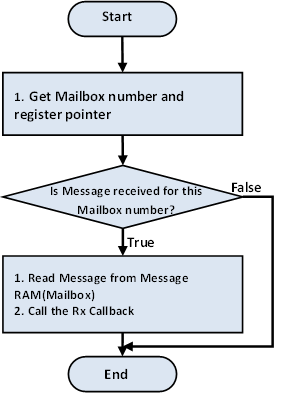 Start
1. Get Mailbox number and
register pointer
Is Message received for this
Mailbox number?
False
True
1. Read Message from Message
RAM(Mailbox)
2. Call the Rx Callback
End